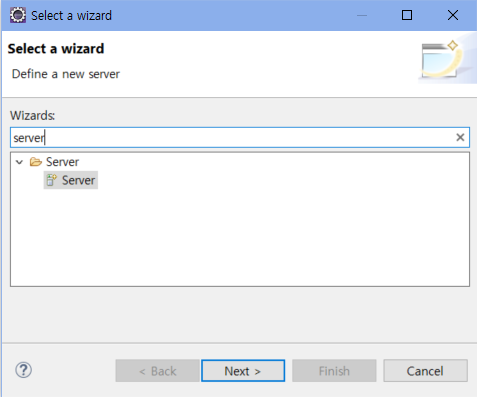 Select a wizard
Select a wizard
Define a new server
Wizards:
server
Server
Server
< Back Next > Finish Cancel